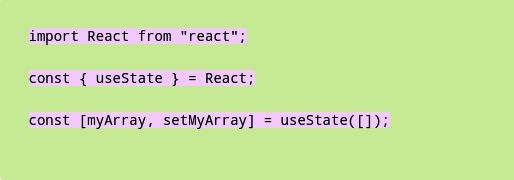 import React from "react";
const { useState } = React;
const [myArray, setMyArray] = useState([]);